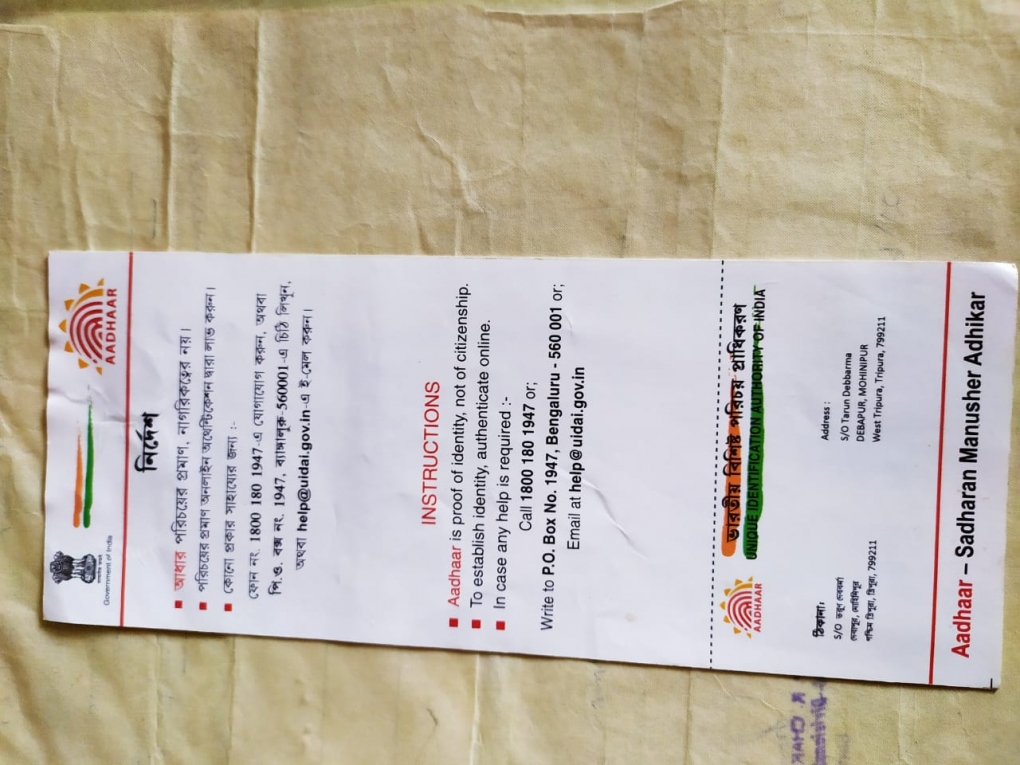 Government of India
AADHAAR
নির্দেশ
■ আধার পরিচয়ের প্রমাণ, নাগরিকত্বের নয়।
■ পরিচয়ের প্রমাণ অনলাইন অথেন্টিকেশন দ্বারা লাভ করুন।
■ কোনো প্রকার সাহায্যের জন্য :-
ফোন নং. 1800 180 1947-এ যোগাযোগ করুন, অথবা
পি.ও. বক্স নং. 1947, ব্যাঙ্গালুরু-560001-এ চিঠি লিখুন,
অথবা help@uidai.gov.in-এ ই-মেল করুন।
INSTRUCTIONS
■ Aadhaar is proof of identity, not of citizenship.
■ To establish identity, authenticate online.
■ In case any help is required :-
Call 1800 180 1947 or;
Write to P.O. Box No. 1947, Bengaluru - 560 001 or;
Email at help@uidai.gov.in
AADHAAR
ভারতীয় বিশিষ্ট পরিচয় প্রাধিকরণ
UNIQUE IDENTIFICATION AUTHORITY OF INDIA
ঠিকানা:
S/O তরুণ দেববর্মা
দেবাপুর, মোহিনিপুর
পশ্চিম ত্রিপুরা, ত্রিপুরা, 799211
Address :
S/O Tarun Debbarma
DEBAPUR, MOHINIPUR
West Tripura, Tripura, 799211
Aadhaar – Sadharan Manusher Adhikar